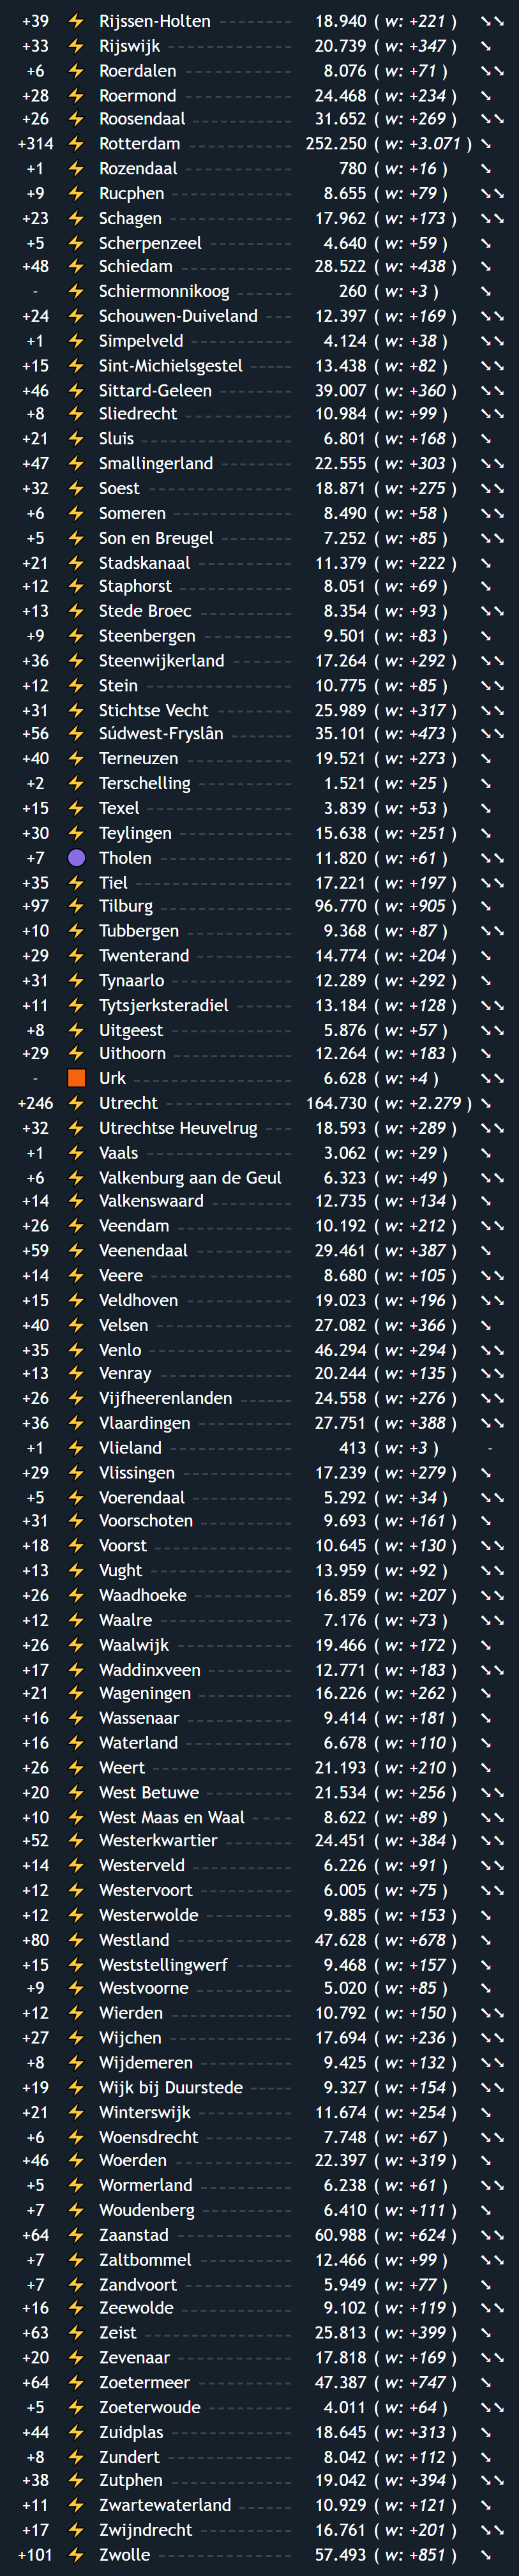 +39 ⚡ Rijssen-Holten 18.940 ( w: +221 ) ➘➘
+33 ⚡ Rijswijk 20.739 ( w: +347 ) ➘
+6 ⚡ Roerdalen 8.076 ( w: +71 ) ➘➘
+28 ⚡ Roermond 24.468 ( w: +234 ) ➘
+26 ⚡ Roosendaal 31.652 ( w: +269 ) ➘➘
+314 ⚡ Rotterdam 252.250 ( w: +3.071 ) ➘
+1 ⚡ Rozendaal 780 ( w: +16 ) ➘
+9 ⚡ Rucphen 8.655 ( w: +79 ) ➘➘
+23 ⚡ Schagen 17.962 ( w: +173 ) ➘➘
+5 ⚡ Scherpenzeel 4.640 ( w: +59 ) ➘
+48 ⚡ Schiedam 28.522 ( w: +438 ) ➘
- ⚡ Schiermonnikoog 260 ( w: +3 ) ➘
+24 ⚡ Schouwen-Duiveland 12.397 ( w: +169 ) ➘➘
+1 ⚡ Simpelveld 4.124 ( w: +38 ) ➘➘
+15 ⚡ Sint-Michielsgestel 13.438 ( w: +82 ) ➘➘
+46 ⚡ Sittard-Geleen 39.007 ( w: +360 ) ➘➘
+8 ⚡ Sliedrecht 10.984 ( w: +99 ) ➘➘
+21 ⚡ Sluis 6.801 ( w: +168 ) ➘
+47 ⚡ Smallingerland 22.555 ( w: +303 ) ➘➘
+32 ⚡ Soest 18.871 ( w: +275 ) ➘➘
+6 ⚡ Someren 8.490 ( w: +58 ) ➘➘
+5 ⚡ Son en Breugel 7.252 ( w: +85 ) ➘➘
+21 ⚡ Stadskanaal 11.379 ( w: +222 ) ➘
+12 ⚡ Staphorst 8.051 ( w: +69 ) ➘
+13 ⚡ Stede Broec 8.354 ( w: +93 ) ➘➘
+9 ⚡ Steenbergen 9.501 ( w: +83 ) ➘
+36 ⚡ Steenwijkerland 17.264 ( w: +292 ) ➘➘
+12 ⚡ Stein 10.775 ( w: +85 ) ➘➘
+31 ⚡ Stichtse Vecht 25.989 ( w: +317 ) ➘➘
+56 ⚡ Súdwest-Fryslân 35.101 ( w: +473 ) ➘➘
+40 ⚡ Terneuzen 19.521 ( w: +273 ) ➘
+2 ⚡ Terschelling 1.521 ( w: +25 ) ➘
+15 ⚡ Texel 3.839 ( w: +53 ) ➘
+30 ⚡ Teylingen 15.638 ( w: +251 ) ➘
+7 Tholen 11.820 ( w: +61 ) ➘➘
+35 ⚡ Tiel 17.221 ( w: +197 ) ➘➘
+97 ⚡ Tilburg 96.770 ( w: +905 ) ➘
+10 ⚡ Tubbergen 9.368 ( w: +87 ) ➘➘
+29 ⚡ Twenterand 14.774 ( w: +204 ) ➘
+31 ⚡ Tynaarlo 12.289 ( w: +292 ) ➘
+11 ⚡ Tytsjerksteradiel 13.184 ( w: +128 ) ➘➘
+8 ⚡ Uitgeest 5.876 ( w: +57 ) ➘➘
+29 ⚡ Uithoorn 12.264 ( w: +183 ) ➘
- Urk 6.628 ( w: +4 ) ➘➘
+246 ⚡ Utrecht 164.730 ( w: +2.279 ) ➘
+32 ⚡ Utrechtse Heuvelrug 18.593 ( w: +289 ) ➘➘
+1 ⚡ Vaals 3.062 ( w: +29 ) ➘
+6 ⚡ Valkenburg aan de Geul 6.323 ( w: +49 ) ➘➘
+14 ⚡ Valkenswaard 12.735 ( w: +134 ) ➘
+26 ⚡ Veendam 10.192 ( w: +212 ) ➘➘
+59 ⚡ Veenendaal 29.461 ( w: +387 ) ➘
+14 ⚡ Veere 8.680 ( w: +105 ) ➘➘
+15 ⚡ Veldhoven 19.023 ( w: +196 ) ➘➘
+40 ⚡ Velsen 27.082 ( w: +366 ) ➘
+35 ⚡ Venlo 46.294 ( w: +294 ) ➘➘
+13 ⚡ Venray 20.244 ( w: +135 ) ➘➘
+26 ⚡ Vijfheerenlanden 24.558 ( w: +276 ) ➘➘
+36 ⚡ Vlaardingen 27.751 ( w: +388 ) ➘➘
+1 ⚡ Vlieland 413 ( w: +3 ) -
+29 ⚡ Vlissingen 17.239 ( w: +279 ) ➘
+5 ⚡ Voerendaal 5.292 ( w: +34 ) ➘➘
+31 ⚡ Voorschoten 9.693 ( w: +161 ) ➘
+18 ⚡ Voorst 10.645 ( w: +130 ) ➘➘
+13 ⚡ Vught 13.959 ( w: +92 ) ➘➘
+26 ⚡ Waadhoeke 16.859 ( w: +207 ) ➘➘
+12 ⚡ Waalre 7.176 ( w: +73 ) ➘➘
+26 ⚡ Waalwijk 19.466 ( w: +172 ) ➘
+17 ⚡ Waddinxveen 12.771 ( w: +183 ) ➘➘
+21 ⚡ Wageningen 16.226 ( w: +262 ) ➘
+16 ⚡ Wassenaar 9.414 ( w: +181 ) ➘
+16 ⚡ Waterland 6.678 ( w: +110 ) ➘
+26 ⚡ Weert 21.193 ( w: +210 ) ➘
+20 ⚡ West Betuwe 21.534 ( w: +256 ) ➘➘
+10 ⚡ West Maas en Waal 8.622 ( w: +89 ) ➘➘
+52 ⚡ Westerkwartier 24.451 ( w: +384 ) ➘➘
+14 ⚡ Westerveld 6.226 ( w: +91 ) ➘➘
+12 ⚡ Westervoort 6.005 ( w: +75 ) ➘➘
+12 ⚡ Westerwolde 9.885 ( w: +153 ) ➘
+80 ⚡ Westland 47.628 ( w: +678 ) ➘
+15 ⚡ Weststellingwerf 9.468 ( w: +157 ) ➘
+9 ⚡ Westvoorne 5.020 ( w: +85 ) ➘
+12 ⚡ Wierden 10.792 ( w: +150 ) ➘➘
+27 ⚡ Wijchen 17.694 ( w: +236 ) ➘➘
+8 ⚡ Wijdemeren 9.425 ( w: +132 ) ➘➘
+19 ⚡ Wijk bij Duurstede 9.327 ( w: +154 ) ➘➘
+21 ⚡ Winterswijk 11.674 ( w: +254 ) ➘
+6 ⚡ Woensdrecht 7.748 ( w: +67 ) ➘➘
+46 ⚡ Woerden 22.397 ( w: +319 ) ➘
+5 ⚡ Wormerland 6.238 ( w: +61 ) ➘➘
+7 ⚡ Woudenberg 6.410 ( w: +111 ) ➘
+64 ⚡ Zaanstad 60.988 ( w: +624 ) ➘➘
+7 ⚡ Zaltbommel 12.466 ( w: +99 ) ➘➘
+7 ⚡ Zandvoort 5.949 ( w: +77 ) ➘
+16 ⚡ Zeewolde 9.102 ( w: +119 ) ➘➘
+63 ⚡ Zeist 25.813 ( w: +399 ) ➘
+20 ⚡ Zevenaar 17.818 ( w: +169 ) ➘➘
+64 ⚡ Zoetermeer 47.387 ( w: +747 ) ➘
+5 ⚡ Zoeterwoude 4.011 ( w: +64 ) ➘➘
+44 ⚡ Zuidplas 18.645 ( w: +313 ) ➘
+8 ⚡ Zundert 8.042 ( w: +112 ) ➘
+38 ⚡ Zutphen 19.042 ( w: +394 ) ➘➘
+11 ⚡ Zwartewaterland 10.929 ( w: +121 ) ➘
+17 ⚡ Zwijndrecht 16.761 ( w: +201 ) ➘➘
+101 ⚡ Zwolle 57.493 ( w: +851 ) ➘